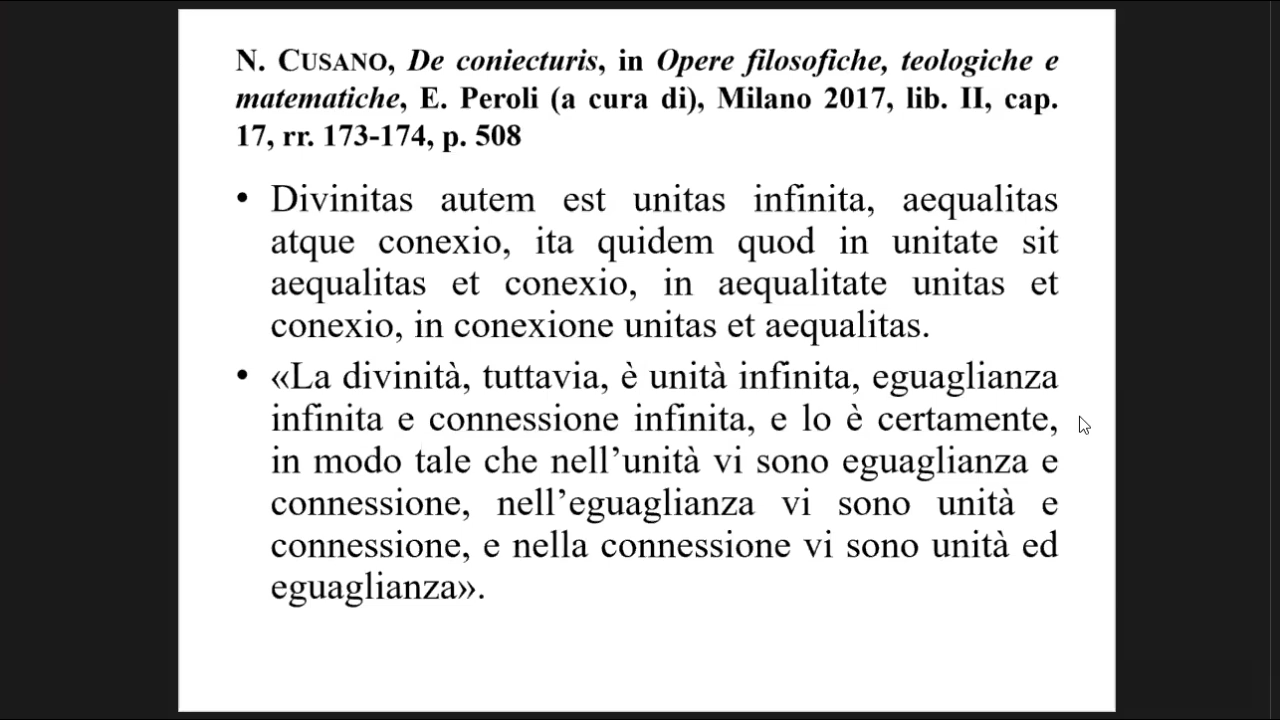 N. CUSANO, De coniecturis, in Opere filosofiche, teologiche e
matematiche, E. Peroli (a cura di), Milano 2017, lib. II, cap.
17, rr. 173-174, p. 508
• Divinitas autem est unitas infinita, aequalitas
atque conexio, ita quidem quod in unitate sit
aequalitas et conexio, in aequalitate unitas et
conexio, in conexione unitas et aequalitas.
• «La divinità, tuttavia, è unità infinita, eguaglianza
infinita e connessione infinita, e lo è certamente,
in modo tale che nell’unità vi sono eguaglianza e
connessione, nell’eguaglianza vi sono unità e
connessione, e nella connessione vi sono unità ed
eguaglianza».